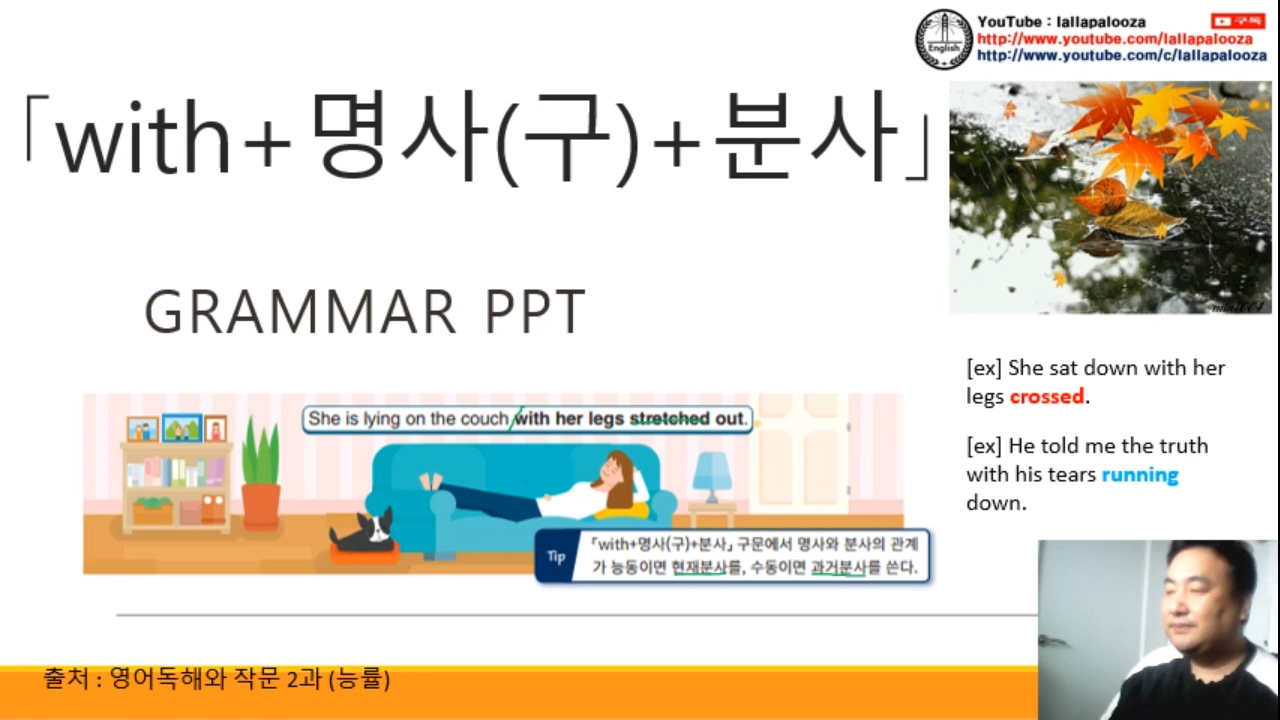 YouTube : lallapalooza
구독
http://www.youtube.com/lallapalooza
http://www.youtube.com/c/lallapalooza
English
「with+명사(구)+분사」
GRAMMAR PPT
[ex] She sat down with her
legs crossed.
[ex] He told me the truth
with his tears running
down.
She is lying on the couch with her legs stretched out.
Tip
「with+명사(구)+분사」 구문에서 명사와 분사의 관계
가 능동이면 현재분사를, 수동이면 과거분사를 쓴다.
출처 : 영어독해와 작문 2과 (능률)